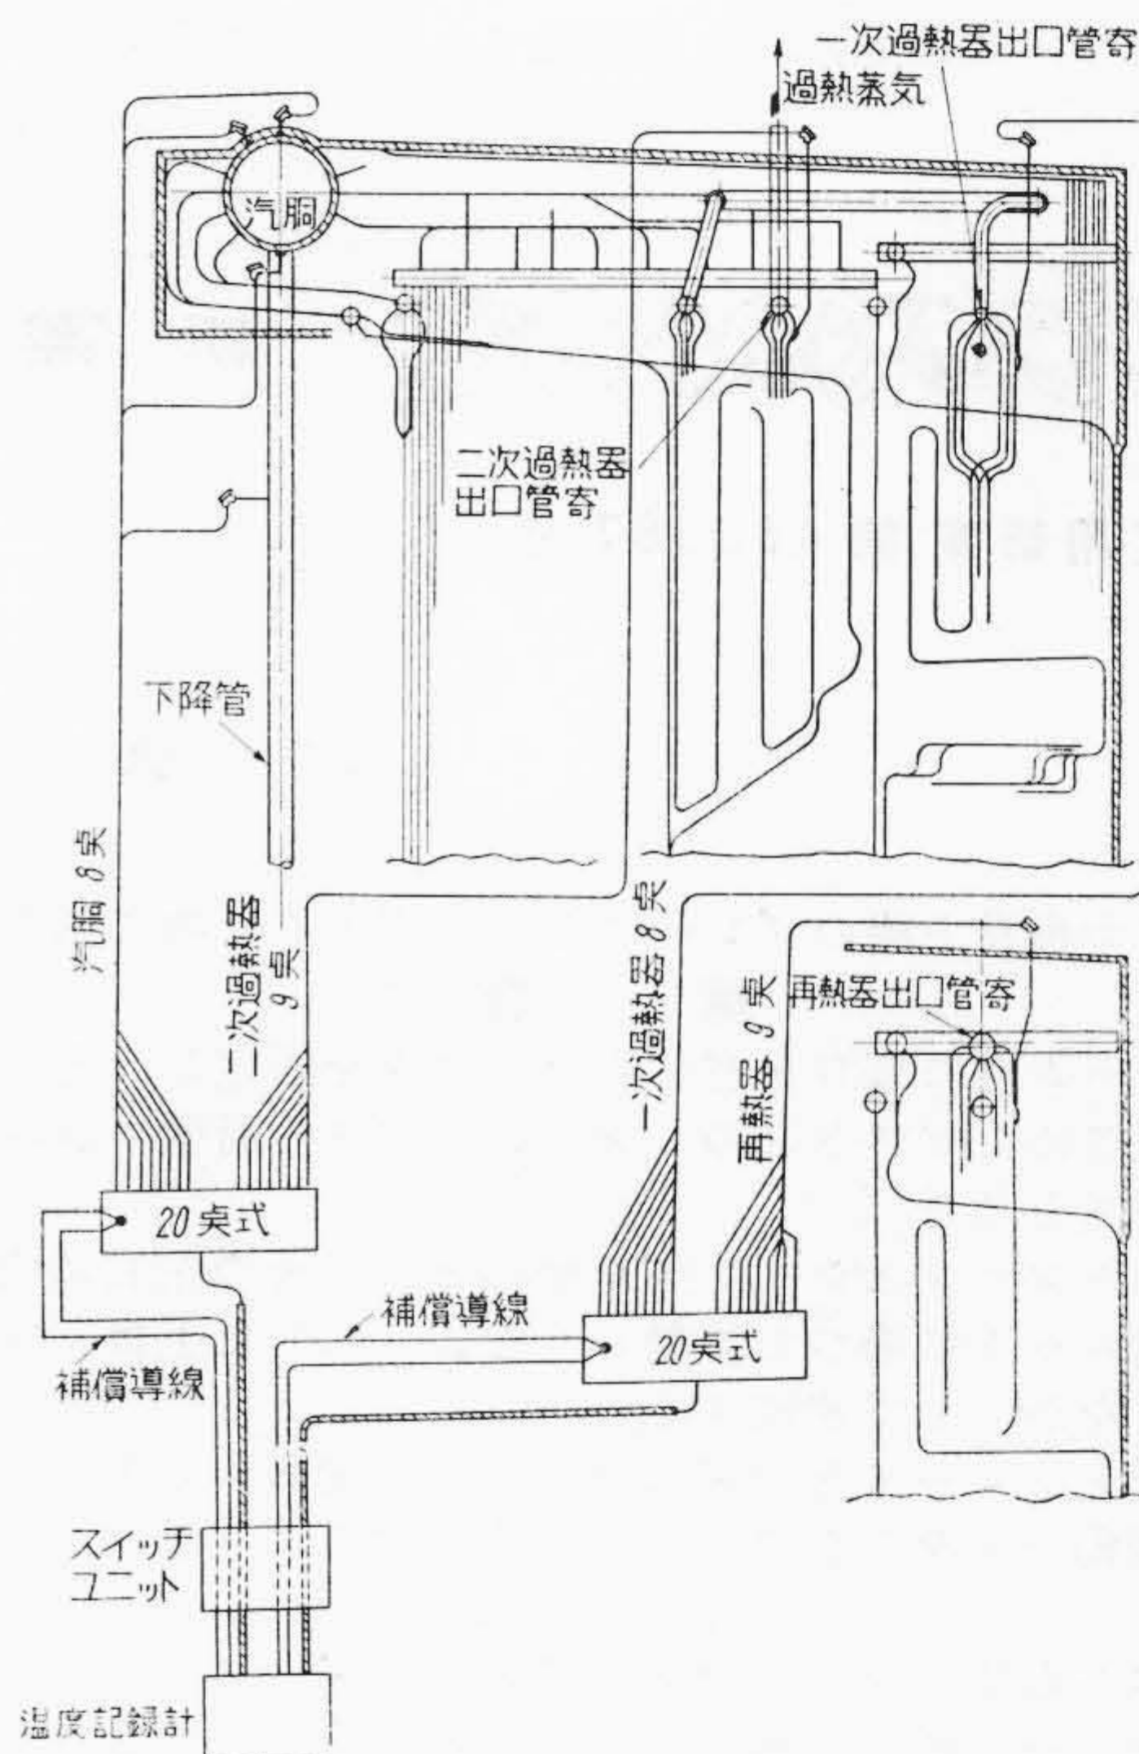 一次過熱器出口管寄
過熱蒸気
汽胴
二次過熱器
出口管寄
下降管
汽胴 8点
二次過熱器
9点
一次過熱器 8点
再熱器 9点
再熱器出口管寄
20点式
補償導線
20点式
補償導線
スイッチ
ユニット
温度記録計